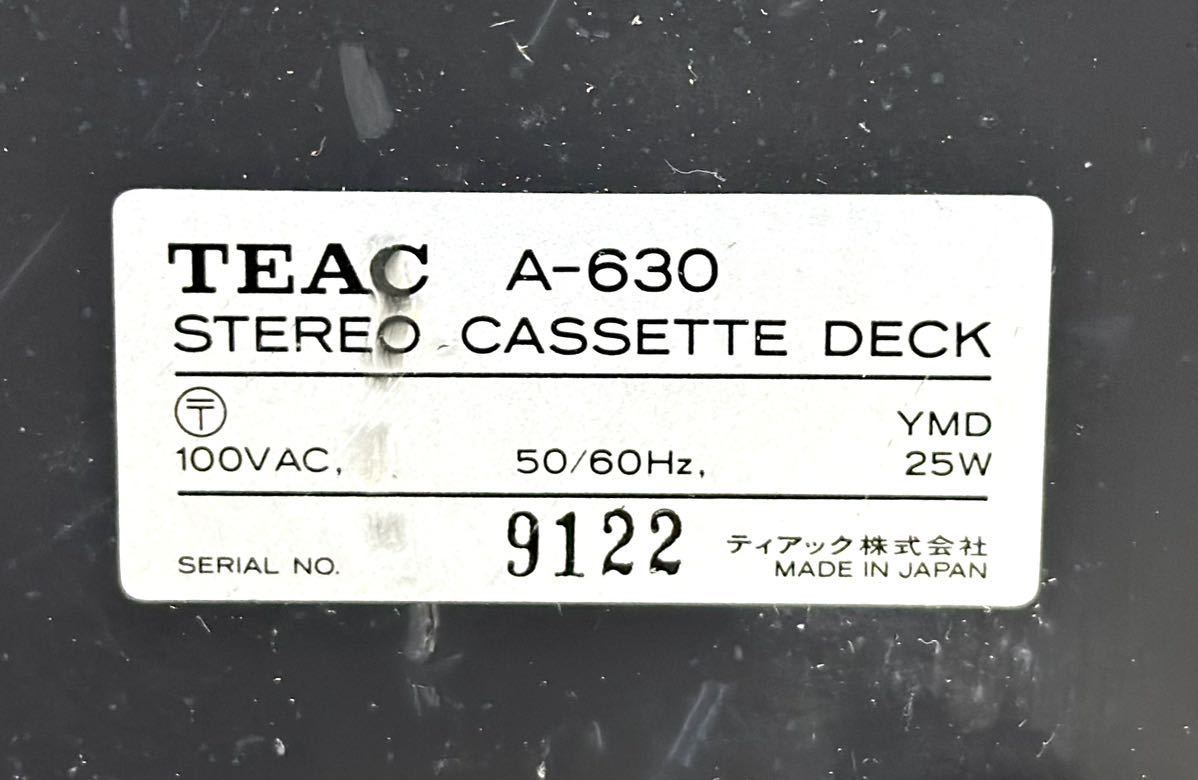 TEAC A-630
STEREO CASSETTE DECK
〒 YMD
100VAC, 50/60Hz, 25W
SERIAL NO. 9122 ティアック株式会社
MADE IN JAPAN